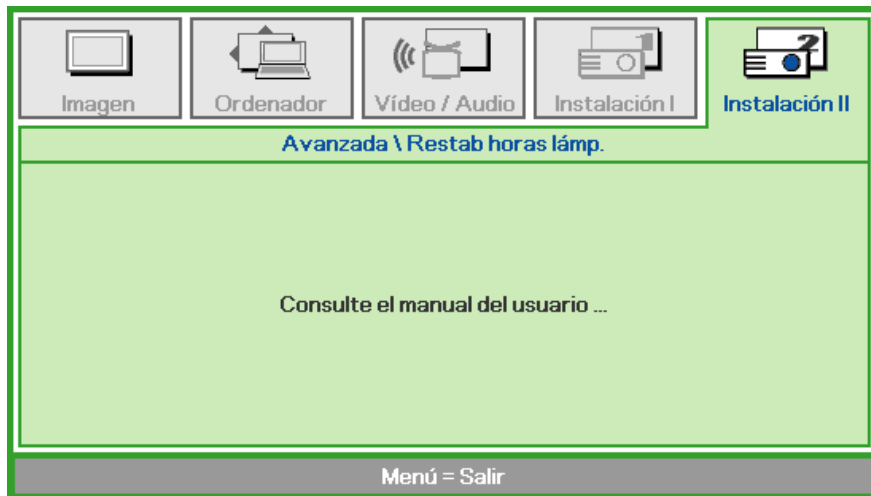 Imagen
Ordenador
Vídeo / Audio
Instalación I
Instalación II
Avanzada \ Restab horas lámp.
Consulte el manual del usuario ...
Menú = Salir